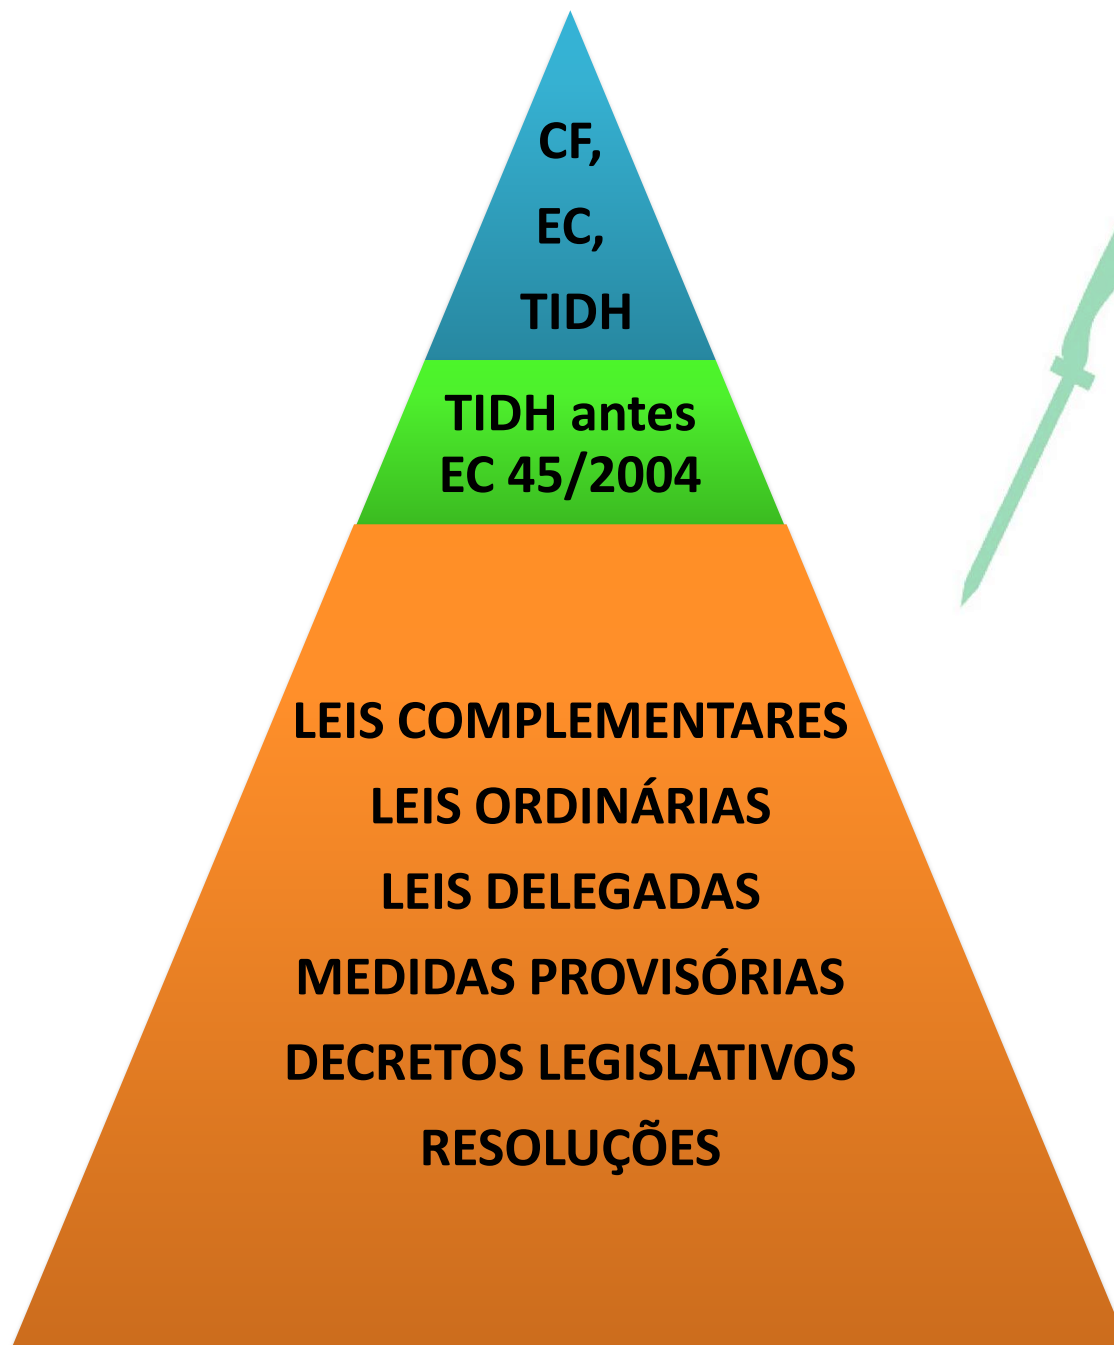 CF,
EC,
TIDH
TIDH antes
EC 45/2004
LEIS COMPLEMENTARES
LEIS ORDINÁRIAS
LEIS DELEGADAS
MEDIDAS PROVISÓRIAS
DECRETOS LEGISLATIVOS
RESOLUÇÕES